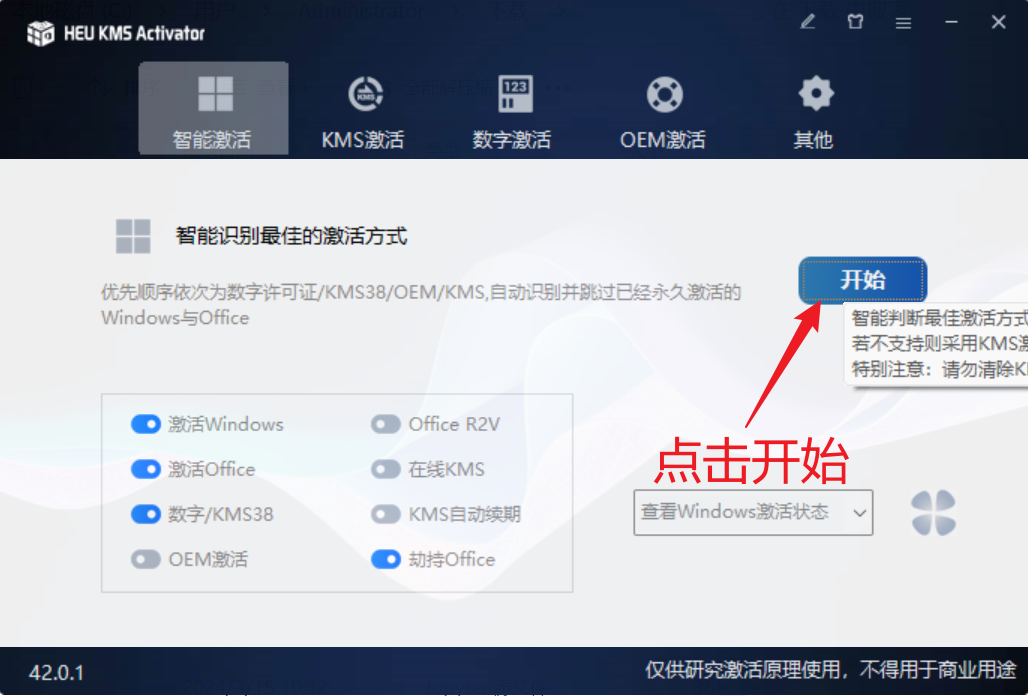 HEU KMS Activator
智能激活
KMS激活
123
数字激活
OEM激活
其他
KMS
智能识别最佳的激活方式
优先顺序依次为数字许可证/KMS38/OEM/KMS,自动识别并跳过已经永久激活的
Windows与Office
开始
智能判断最佳激活方式
若不支持则采用KMS激
特别注意：请勿清除K
点击开始
激活Windows
Office R2V
激活Office
在线KMS
数字/KMS38
KMS自动续期
OEM激活
劫持Office
查看Windows激活状态
42.0.1
仅供研究激活原理使用，不得用于商业用途